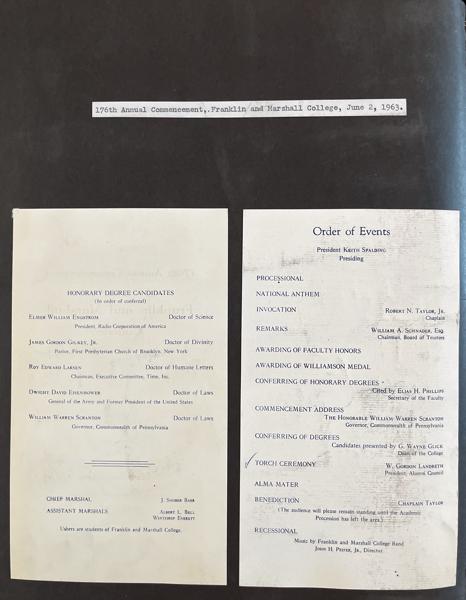 176th Annual Commencement, Franklin and Marshall College, June 2, 1963.
HONORARY DEGREE CANDIDATES
(In order of conferral)
ELMER WILLIAM ENGSTROM Doctor of Science
President, Radio Corporation of America
JAMES GORDON GILKEY, JR. Doctor of Divinity
Pastor, First Presbyterian Church of Brooklyn, New York
ROY EDWARD LARSEN Doctor of Humane Letters
Chairman, Executive Committee, Time, Inc.
DWIGHT DAVID EISENHOWER Doctor of Laws
General of the Army and Former President of the United States
WILLIAM WARREN SCRANTON Doctor of Laws
Governor, Commonwealth of Pennsylvania
CHIEF MARSHAL J. SHOBER BARR
ASSISTANT MARSHALS ALBERT L. BELL
WINTHROP EVERETT
Ushers are students of Franklin and Marshall College.
Order of Events
President KEITH SPALDING
Presiding
PROCESSIONAL
NATIONAL ANTHEM
INVOCATION ROBERT N. TAYLOR, JR.
Chaplain
REMARKS WILLIAM A. SCHNADER, Esq.
Chairman, Board of Trustees
AWARDING OF FACULTY HONORS
AWARDING OF WILLIAMSON MEDAL
CONFERRING OF HONORARY DEGREES
Cited by ELIAS H. PHILLIPS
Secretary of the Faculty
COMMENCEMENT ADDRESS
THE HONORABLE WILLIAM WARREN SCRANTON
Governor, Commonwealth of Pennsylvania
CONFERRING OF DEGREES
Candidates presented by G. WAYNE GLICK
Dean of the College
TORCH CEREMONY W. GORDON LANDRETH
President, Alumni Council
ALMA MATER
BENEDICTION CHAPLAIN TAYLOR
(The audience will please remain standing until the Academic
Procession has left the area.)
RECESSIONAL
Music by Franklin and Marshall College Band
JOHN H. PEIFER, JR., Director